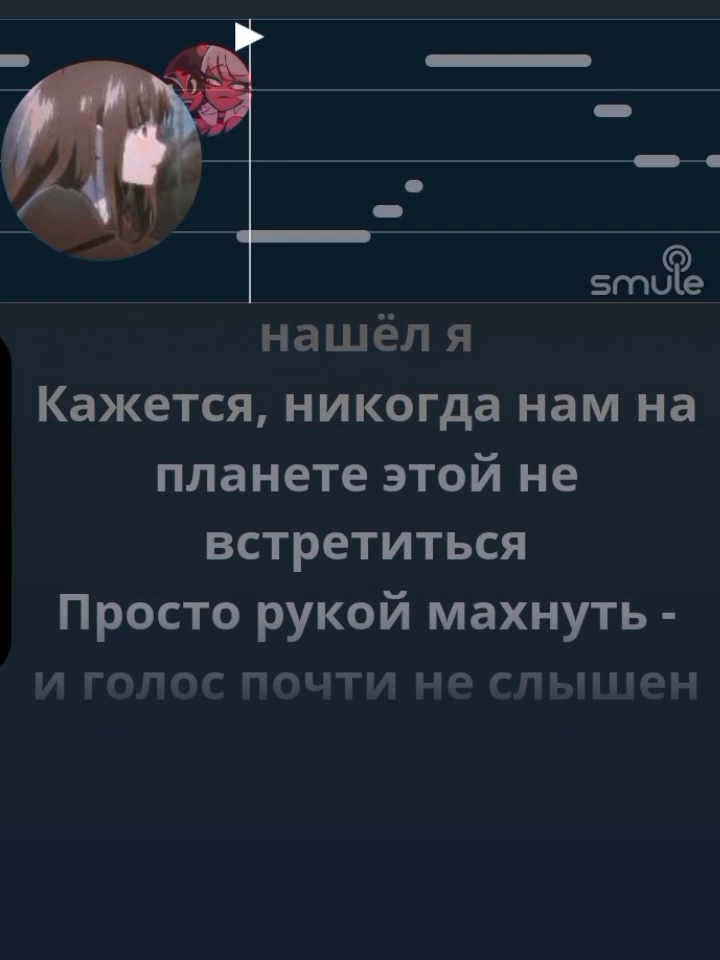 smule
нашёл я
Кажется, никогда нам на
планете этой не
встретиться
Просто рукой махнуть -
и голос почти не слышен